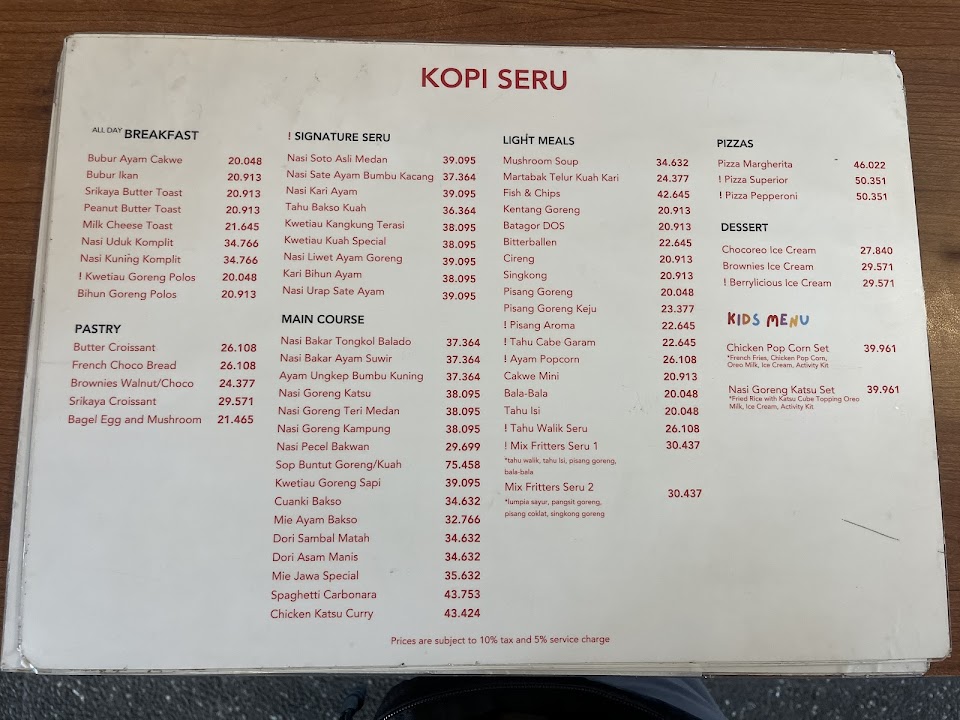 KOPI SERU
ALL DAY BREAKFAST
Bubur Ayam Cakwe 20.048
Bubur Ikan 20.913
Srikaya Butter Toast 20.913
Peanut Butter Toast 20.913
Milk Cheese Toast 21.645
Nasi Uduk Komplit 34.766
Nasi Kuning Komplit 34.766
! Kwetiau Goreng Polos 20.048
Bihun Goreng Polos 20.913
PASTRY
Butter Croissant 26.108
French Choco Bread 26.108
Brownies Walnut/Choco 24.377
Srikaya Croissant 29.571
Bagel Egg and Mushroom 21.465
! SIGNATURE SERU
Nasi Soto Asli Medan 39.095
Nasi Sate Ayam Bumbu Kacang 37.364
Nasi Kari Ayam 39.095
Tahu Bakso Kuah 36.364
Kwetiau Kangkung Terasi 38.095
Kwetiau Kuah Special 38.095
Nasi Liwet Ayam Goreng 39.095
Kari Bihun Ayam 38.095
Nasi Urap Sate Ayam 39.095
MAIN COURSE
Nasi Bakar Tongkol Balado 37.364
Nasi Bakar Ayam Suwir 37.364
Ayam Ungkep Bumbu Kuning 37.364
Nasi Goreng Katsu 38.095
Nasi Goreng Teri Medan 38.095
Nasi Goreng Kampung 38.095
Nasi Pecel Bakwan 29.699
Sop Buntut Goreng/Kuah 75.458
Kwetiau Goreng Sapi 39.095
Cuanki Bakso 34.632
Mie Ayam Bakso 32.766
Dori Sambal Matah 34.632
Dori Asam Manis 34.632
Mie Jawa Special 35.632
Spaghetti Carbonara 43.753
Chicken Katsu Curry 43.424
LIGHT MEALS
Mushroom Soup 34.632
Martabak Telur Kuah Kari 24.377
Fish & Chips 42.645
Kentang Goreng 20.913
Batagor DOS 20.913
Bitterballen 22.645
Cireng 20.913
Singkong 20.913
Pisang Goreng 20.048
Pisang Goreng Keju 23.377
! Pisang Aroma 22.645
! Tahu Cabe Garam 22.645
! Ayam Popcorn 26.108
Cakwe Mini 20.913
Bala-Bala 20.048
Tahu Isi 20.048
! Tahu Walik Seru 26.108
! Mix Fritters Seru 1 30.437
*tahu walik, tahu Isi, pisang goreng,
bala-bala
Mix Fritters Seru 2 30.437
*lumpia sayur, pangsit goreng,
pisang coklat, singkong goreng
PIZZAS
Pizza Margherita 46.022
! Pizza Superior 50.351
! Pizza Pepperoni 50.351
DESSERT
Chocoreo Ice Cream 27.840
Brownies Ice Cream 29.571
! Berrylicious Ice Cream 29.571
KIDS MENU
Chicken Pop Corn Set 39.961
*French Fries, Chicken Pop Corn,
Oreo Milk, Ice Cream, Activity Kit
Nasi Goreng Katsu Set 39.961
*Fried Rice with Katsu Cube Topping Oreo
Milk, Ice Cream, Activity Kit
Prices are subject to 10% tax and 5% service charge